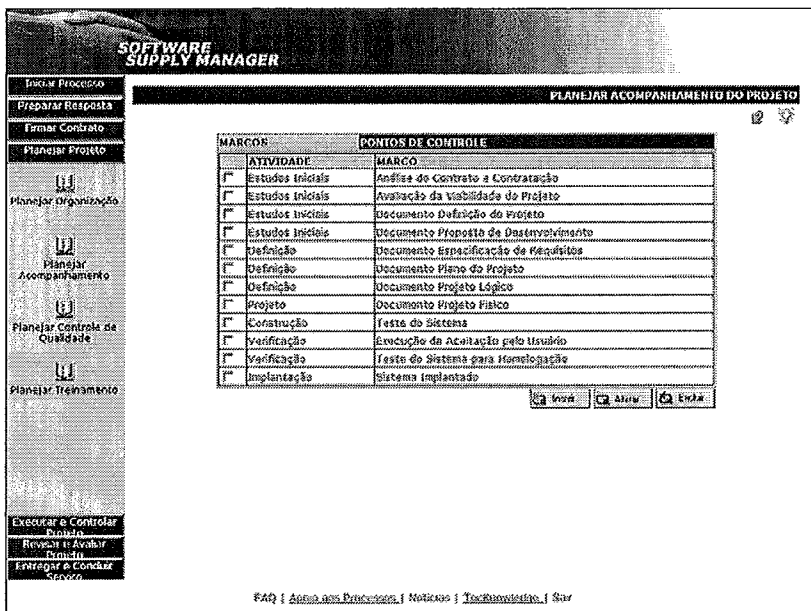 SOFTWARE
SUPPLY MANAGER
Iniciar Processo
Preparar Resposta
Firmar Contrato
Planejar Projeto
Planejar Organização
Planejar
Acompanhamento
Planejar Controle de
Qualidade
Planejar Treinamento
Executar e Controlar
Projeto
Revisar e Avaliar
Projeto
Entregar e Concluir
Serviço
PLANEJAR ACOMPANHAMENTO DO PROJETO
MARCOS PONTOS DE CONTROLE
ATIVIDADE MARCO
Estudos Iniciais Análise do Contrato e Contratação
Estudos Iniciais Avaliação da Viabilidade do Projeto
Estudos Iniciais Documento Definição do Projeto
Estudos Iniciais Documento Proposta de Desenvolvimento
Definição Documento Especificação de Requisitos
Definição Documento Plano do Projeto
Definição Documento Projeto Lógico
Projeto Documento Projeto Físico
Construção Teste do Sistema
Verificação Execução da Aceitação pelo Usuário
Verificação Teste do Sistema para Homologação
Implantação Sistema Implantado
Inserir Alterar Excluir
FAQ | Apoio aos Processos | Notícias | | Sair